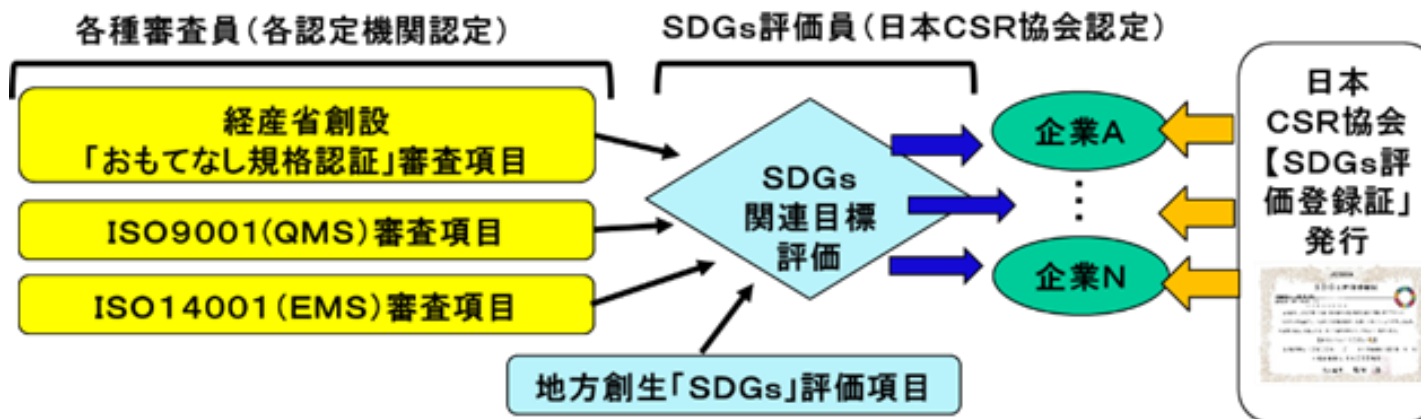 各種審査員(各認定機関認定)
SDGs評価員(日本CSR協会認定)
経産省創設
「おもてなし規格認証」審査項目
ISO9001(QMS)審査項目
ISO14001(EMS)審査項目
地方創生「SDGs」評価項目
SDGs
関連目標
評価
企業A
企業N
日本
CSR協会
【SDGs評
価登録証」
発行